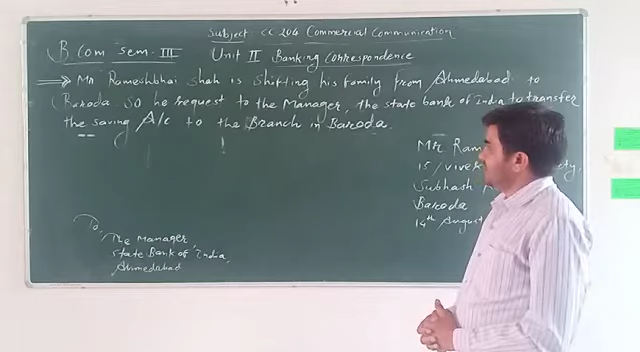 Subject: CC 204 Commercial Communication
B Com Sem. III Unit II Banking Correspondence
Mr Rameshbhai Shah is Shifting his family from Ahmedabad to
Baroda so he request to the Manager, the state bank of India to transfer
the saving A/c to the Branch in Baroda.
Mr Ram
15/vivek
Subhash
Baroda
14th August
To,
The Manager,
State Bank of India,
Ahmedabad